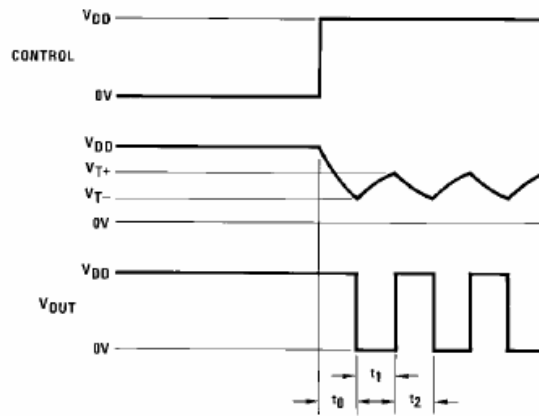 VDD
CONTROL
0V
VDD
VT+
VT−
0V
VDD
VOUT
0V
t1
t0
t2